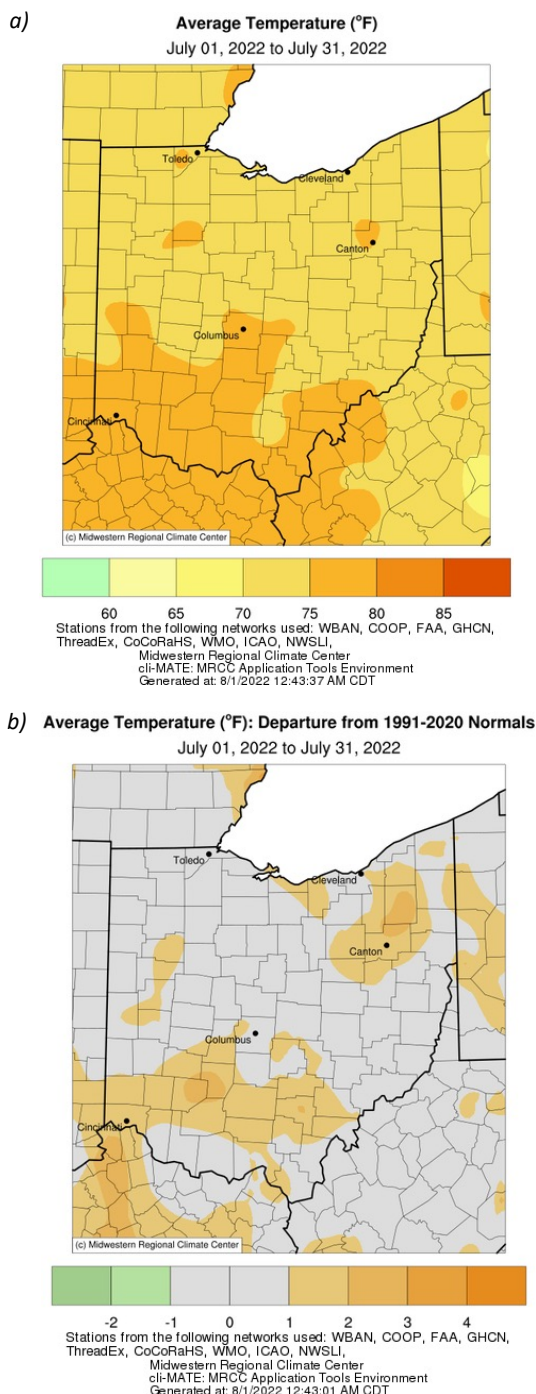 a)
Average Temperature (°F)
July 01, 2022 to July 31, 2022
Toledo
Cleveland
Canton
Columbus
Cincinnati
(c) Midwestern Regional Climate Center
60 65 70 75 80 85
Stations from the following networks used: WBAN, COOP, FAA, GHCN,
ThreadEx, CoCoRaHS, WMO, ICAO, NWSLI,
Midwestern Regional Climate Center
cli-MATE: MRCC Application Tools Environment
Generated at: 8/1/2022 12:43:37 AM CDT
b)
Average Temperature (°F): Departure from 1991-2020 Normals
July 01, 2022 to July 31, 2022
Toledo
Cleveland
Canton
Columbus
Cincinnati
(c) Midwestern Regional Climate Center
-2 -1 0 1 2 3 4
Stations from the following networks used: WBAN, COOP, FAA, GHCN,
ThreadEx, CoCoRaHS, WMO, ICAO, NWSLI,
Midwestern Regional Climate Center
cli-MATE: MRCC Application Tools Environment
Generated at: 8/1/2022 12:43:01 AM CDT